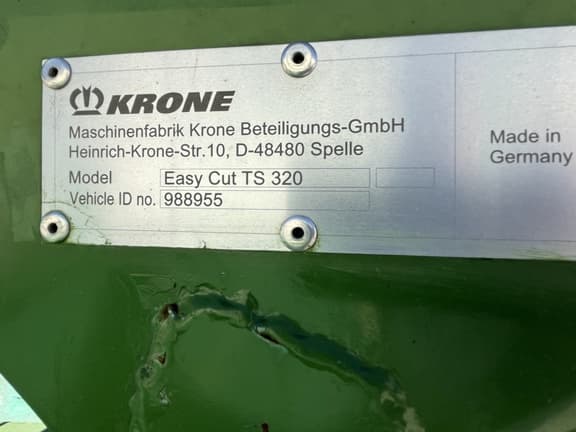 KRONE
Maschinenfabrik Krone Beteiligungs-GmbH
Heinrich-Krone-Str.10, D-48480 Spelle
Model Easy Cut TS 320
Vehicle ID no. 988955
Made in
Germany